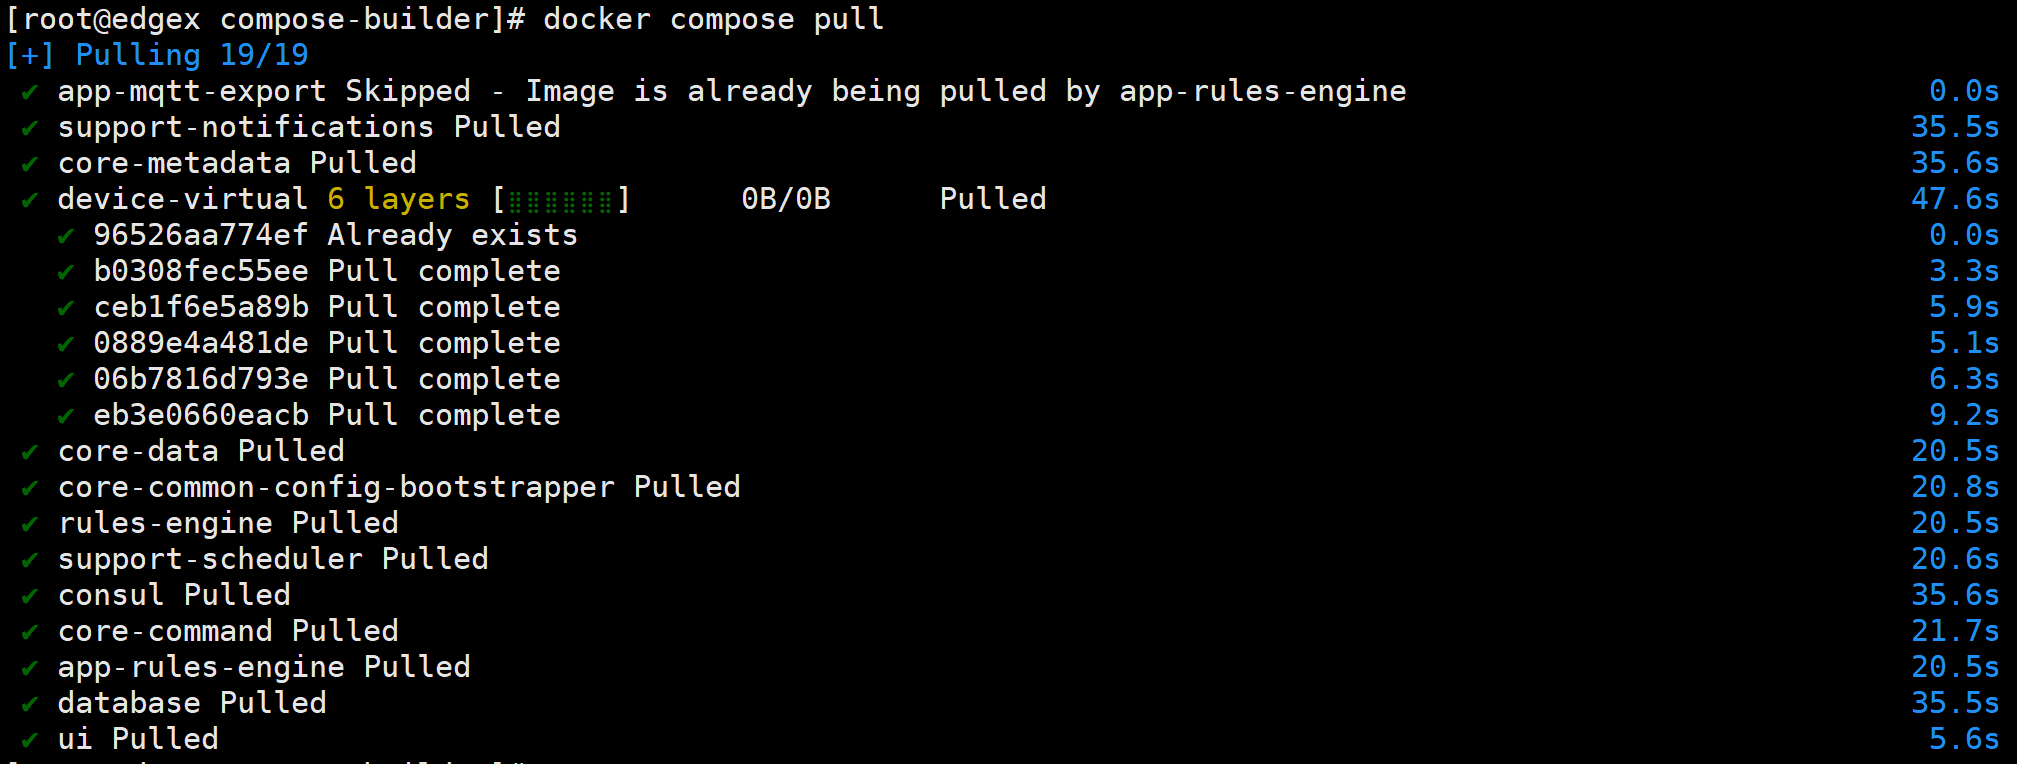 [root@edgex compose-builder]# docker compose pull
[+] Pulling 19/19
✔ app-mqtt-export Skipped - Image is already being pulled by app-rules-engine 0.0s
✔ support-notifications Pulled 35.5s
✔ core-metadata Pulled 35.6s
✔ device-virtual 6 layers [⣿⣿⣿⣿⣿⣿] 0B/0B Pulled 47.6s
✔ 96526aa774ef Already exists 0.0s
✔ b0308fec55ee Pull complete 3.3s
✔ ceb1f6e5a89b Pull complete 5.9s
✔ 0889e4a481de Pull complete 5.1s
✔ 06b7816d793e Pull complete 6.3s
✔ eb3e0660eacb Pull complete 9.2s
✔ core-data Pulled 20.5s
✔ core-common-config-bootstrapper Pulled 20.8s
✔ rules-engine Pulled 20.5s
✔ support-scheduler Pulled 20.6s
✔ consul Pulled 35.6s
✔ core-command Pulled 21.7s
✔ app-rules-engine Pulled 20.5s
✔ database Pulled 35.5s
✔ ui Pulled 5.6s